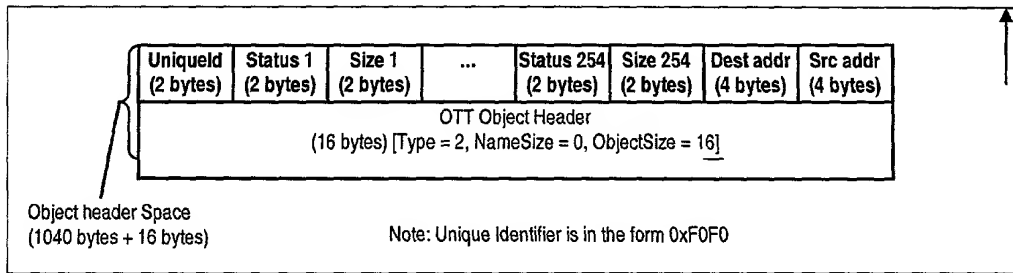 UniqueId Status 1 Size 1 ... Status 254 Size 254 Dest addr Src addr
(2 bytes) (2 bytes) (2 bytes) (2 bytes) (2 bytes) (4 bytes) (4 bytes)
OTT Object Header
(16 bytes) [Type = 2, NameSize = 0, ObjectSize = 16]
Object header Space
(1040 bytes + 16 bytes)
Note: Unique Identifier is in the form 0xF0F0